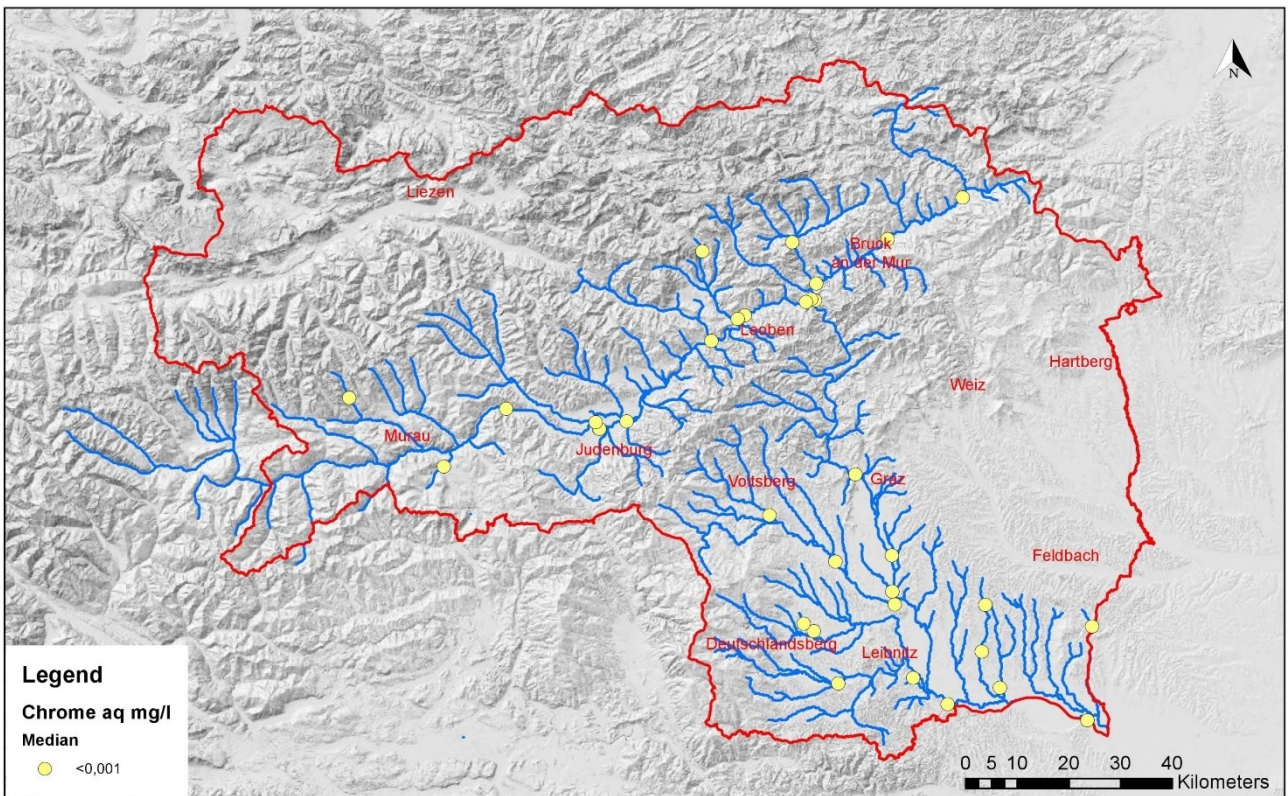 N
Liezen
Bruck
an der Mur
Leoben
Hartberg
Weiz
Murau
Judenburg
Voitsberg
Graz
Feldbach
Deutschlandsberg
Leibnitz
Legend
Chrome aq mg/l
Median
<0,001
0 5 10 20 30 40
Kilometers